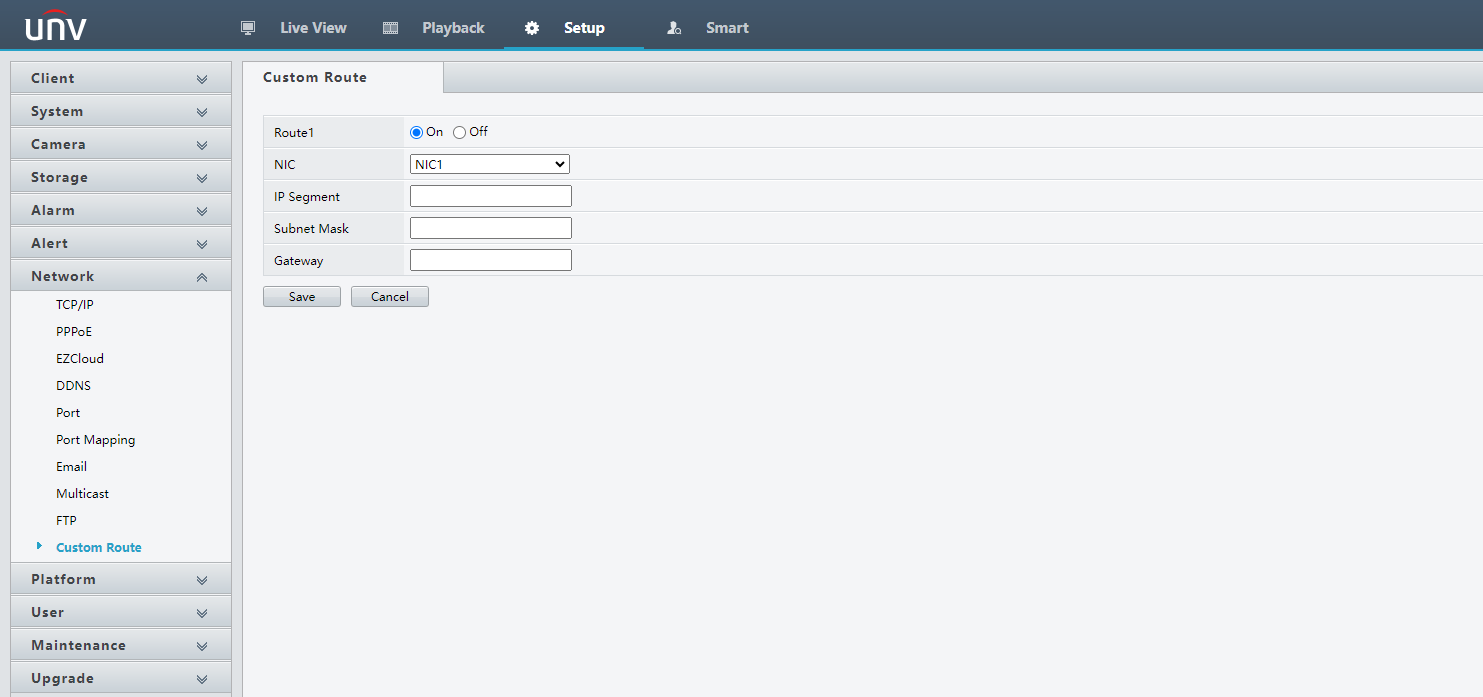 unv
Live View
Playback
Setup
Smart
Client
System
Camera
Storage
Alarm
Alert
Network
TCP/IP
PPPoE
EZCloud
DDNS
Port
Port Mapping
Email
Multicast
FTP
Custom Route
Platform
User
Maintenance
Upgrade
Custom Route
Route1 On Off
NIC NIC1
IP Segment
Subnet Mask
Gateway
Save Cancel